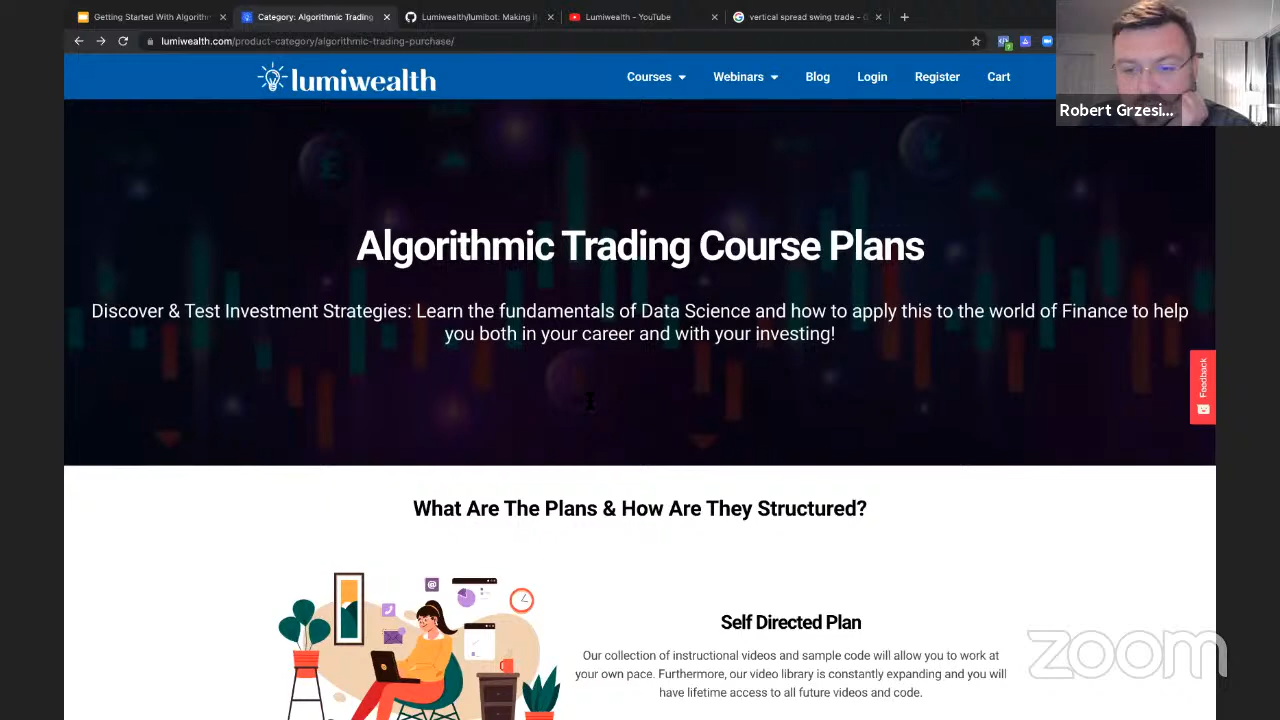 Getting Started With Algorithm
Category: Algorithmic Trading
Lumiwealth/lumibot: Making it
Lumiwealth - YouTube
vertical spread swing trade - G
lumiwealth.com/product-category/algorithmic-trading-purchase/
lumiwealth
Courses
Webinars
Blog
Login
Register
Cart
Robert Grzesi...
Algorithmic Trading Course Plans
Discover & Test Investment Strategies: Learn the fundamentals of Data Science and how to apply this to the world of Finance to help
you both in your career and with your investing!
Feedback
What Are The Plans & How Are They Structured?
Self Directed Plan
Our collection of instructional videos and sample code will allow you to work at
your own pace. Furthermore, our video library is constantly expanding and you will
have lifetime access to all future videos and code.
zoom